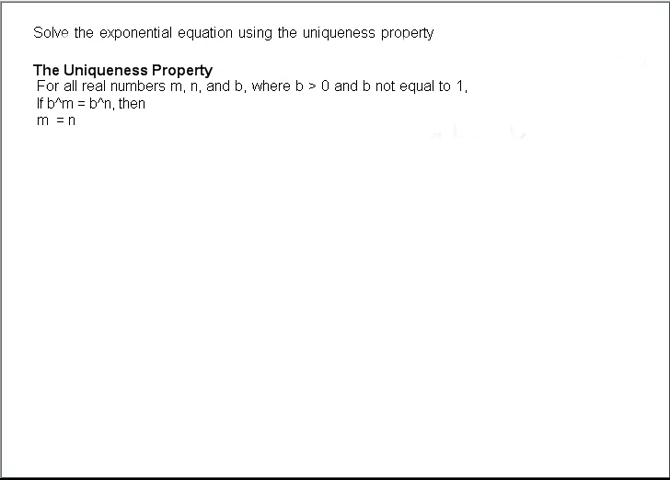 Solve the exponential equation using the uniqueness property
The Uniqueness Property
For all real numbers m, n, and b, where b > 0 and b not equal to 1,
If b^m = b^n, then
m = n